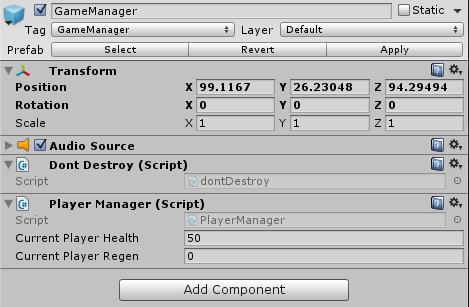 GameManager Static
Tag GameManager Layer Default
Prefab Select Revert Apply
Transform
Position X 99.1167 Y 26.23048 Z 94.29494
Rotation X 0 Y 0 Z 0
Scale X 1 Y 1 Z 1
Audio Source
Dont Destroy (Script)
Script dontDestroy
Player Manager (Script)
Script PlayerManager
Current Player Health 50
Current Player Regen 0
Add Component